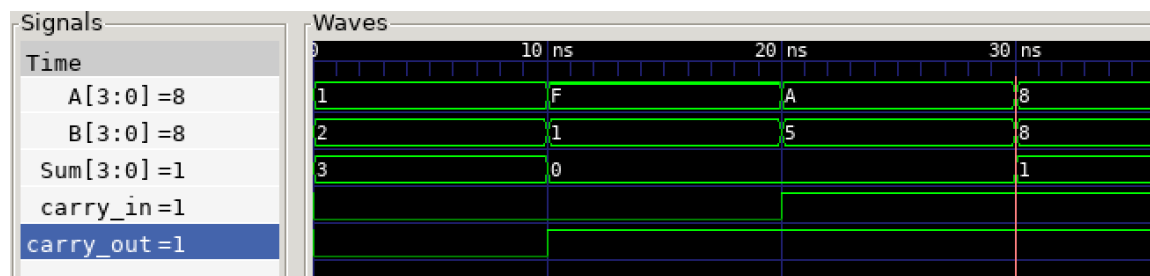 Signals
Waves
Time
0 10 ns 20 ns 30 ns
A[3:0] =8
1 F A 8
B[3:0] =8
2 1 5 8
Sum[3:0] =1
3 0 1
carry_in =1
carry_out =1